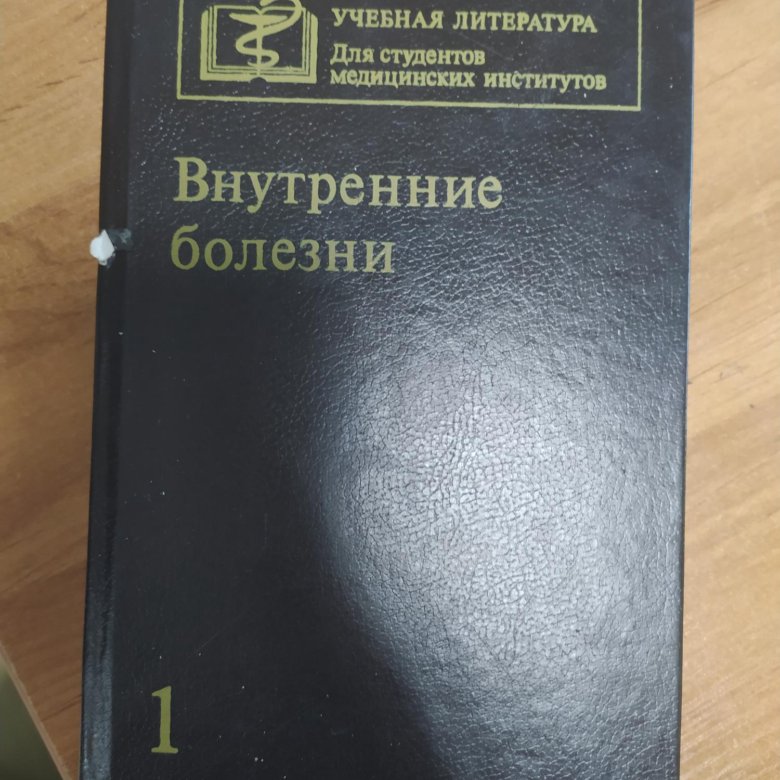 УЧЕБНАЯ ЛИТЕРАТУРА
Для студентов
медицинских институтов
Внутренние
болезни
1